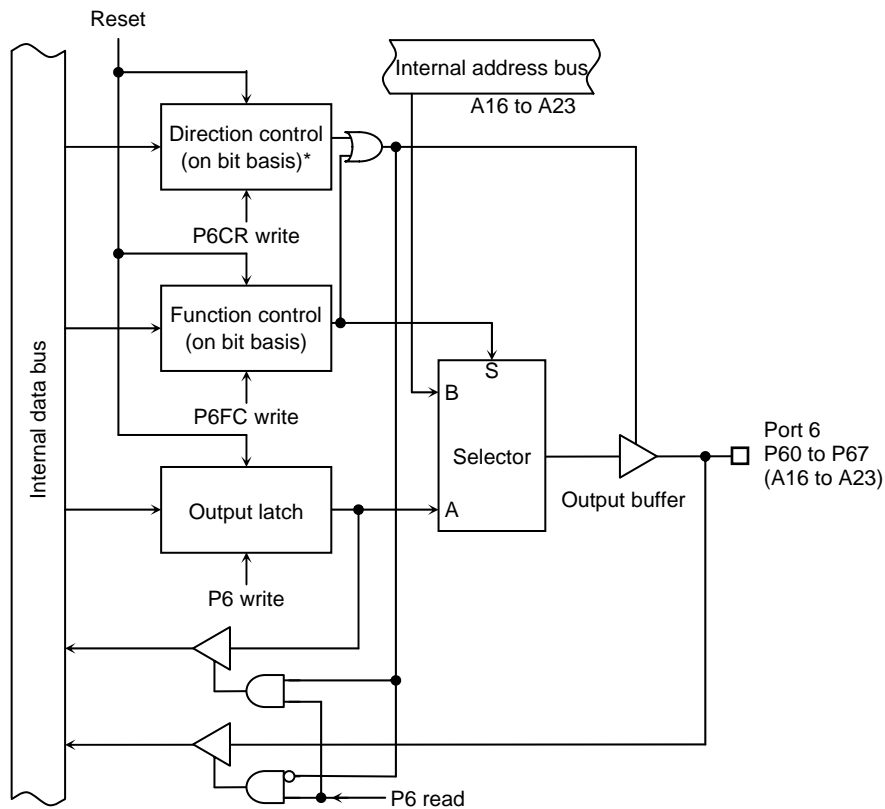 Reset
Internal address bus
A16 to A23
Direction control
(on bit basis)*
P6CR write
Function control
(on bit basis)
P6FC write
Internal data bus
S
B
Selector
A
Output latch
P6 write
Output buffer
Port 6
P60 to P67
(A16 to A23)
P6 read